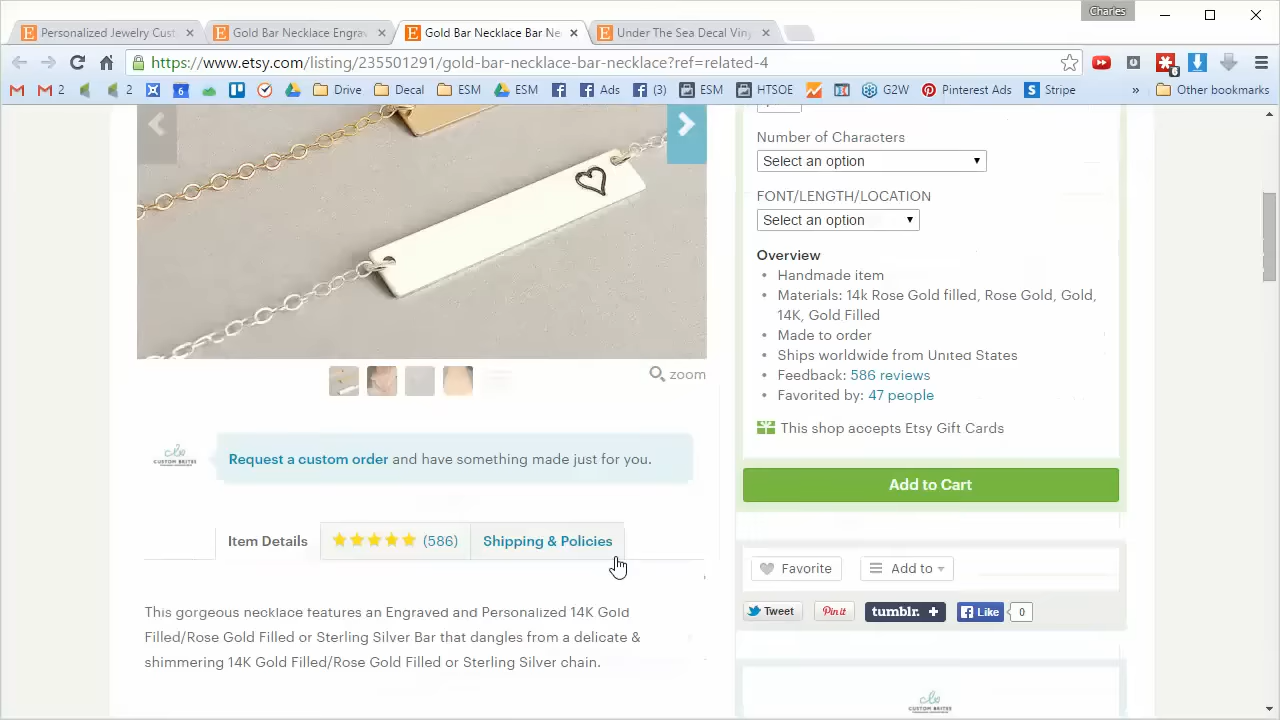 Charles
Personalized Jewelry Cust
Gold Bar Necklace Engrav
Gold Bar Necklace Bar Ne
Under The Sea Decal Viny
https://www.etsy.com/listing/235501291/gold-bar-necklace-bar-necklace?ref=related-4
6
2
6
2
Drive
Decal
ESM
ESM
Ads
(3)
ESM
HTSOE
G2W
Pinterest Ads
Stripe
»
Other bookmarks
Number of Characters
Select an option
FONT/LENGTH/LOCATION
Select an option
Overview
• Handmade item
• Materials: 14k Rose Gold filled, Rose Gold, Gold,
14K, Gold Filled
• Made to order
• Ships worldwide from United States
• Feedback: 586 reviews
• Favorited by: 47 people
This shop accepts Etsy Gift Cards
Add to Cart
Favorite
Add to
Tweet
Pin it
tumblr. +
Like
0
zoom
CUSTOM BRITES
Request a custom order and have something made just for you.
Item Details
(586)
Shipping & Policies
This gorgeous necklace features an Engraved and Personalized 14K Gold
Filled/Rose Gold Filled or Sterling Silver Bar that dangles from a delicate &
shimmering 14K Gold Filled/Rose Gold Filled or Sterling Silver chain.
CUSTOM BRITES